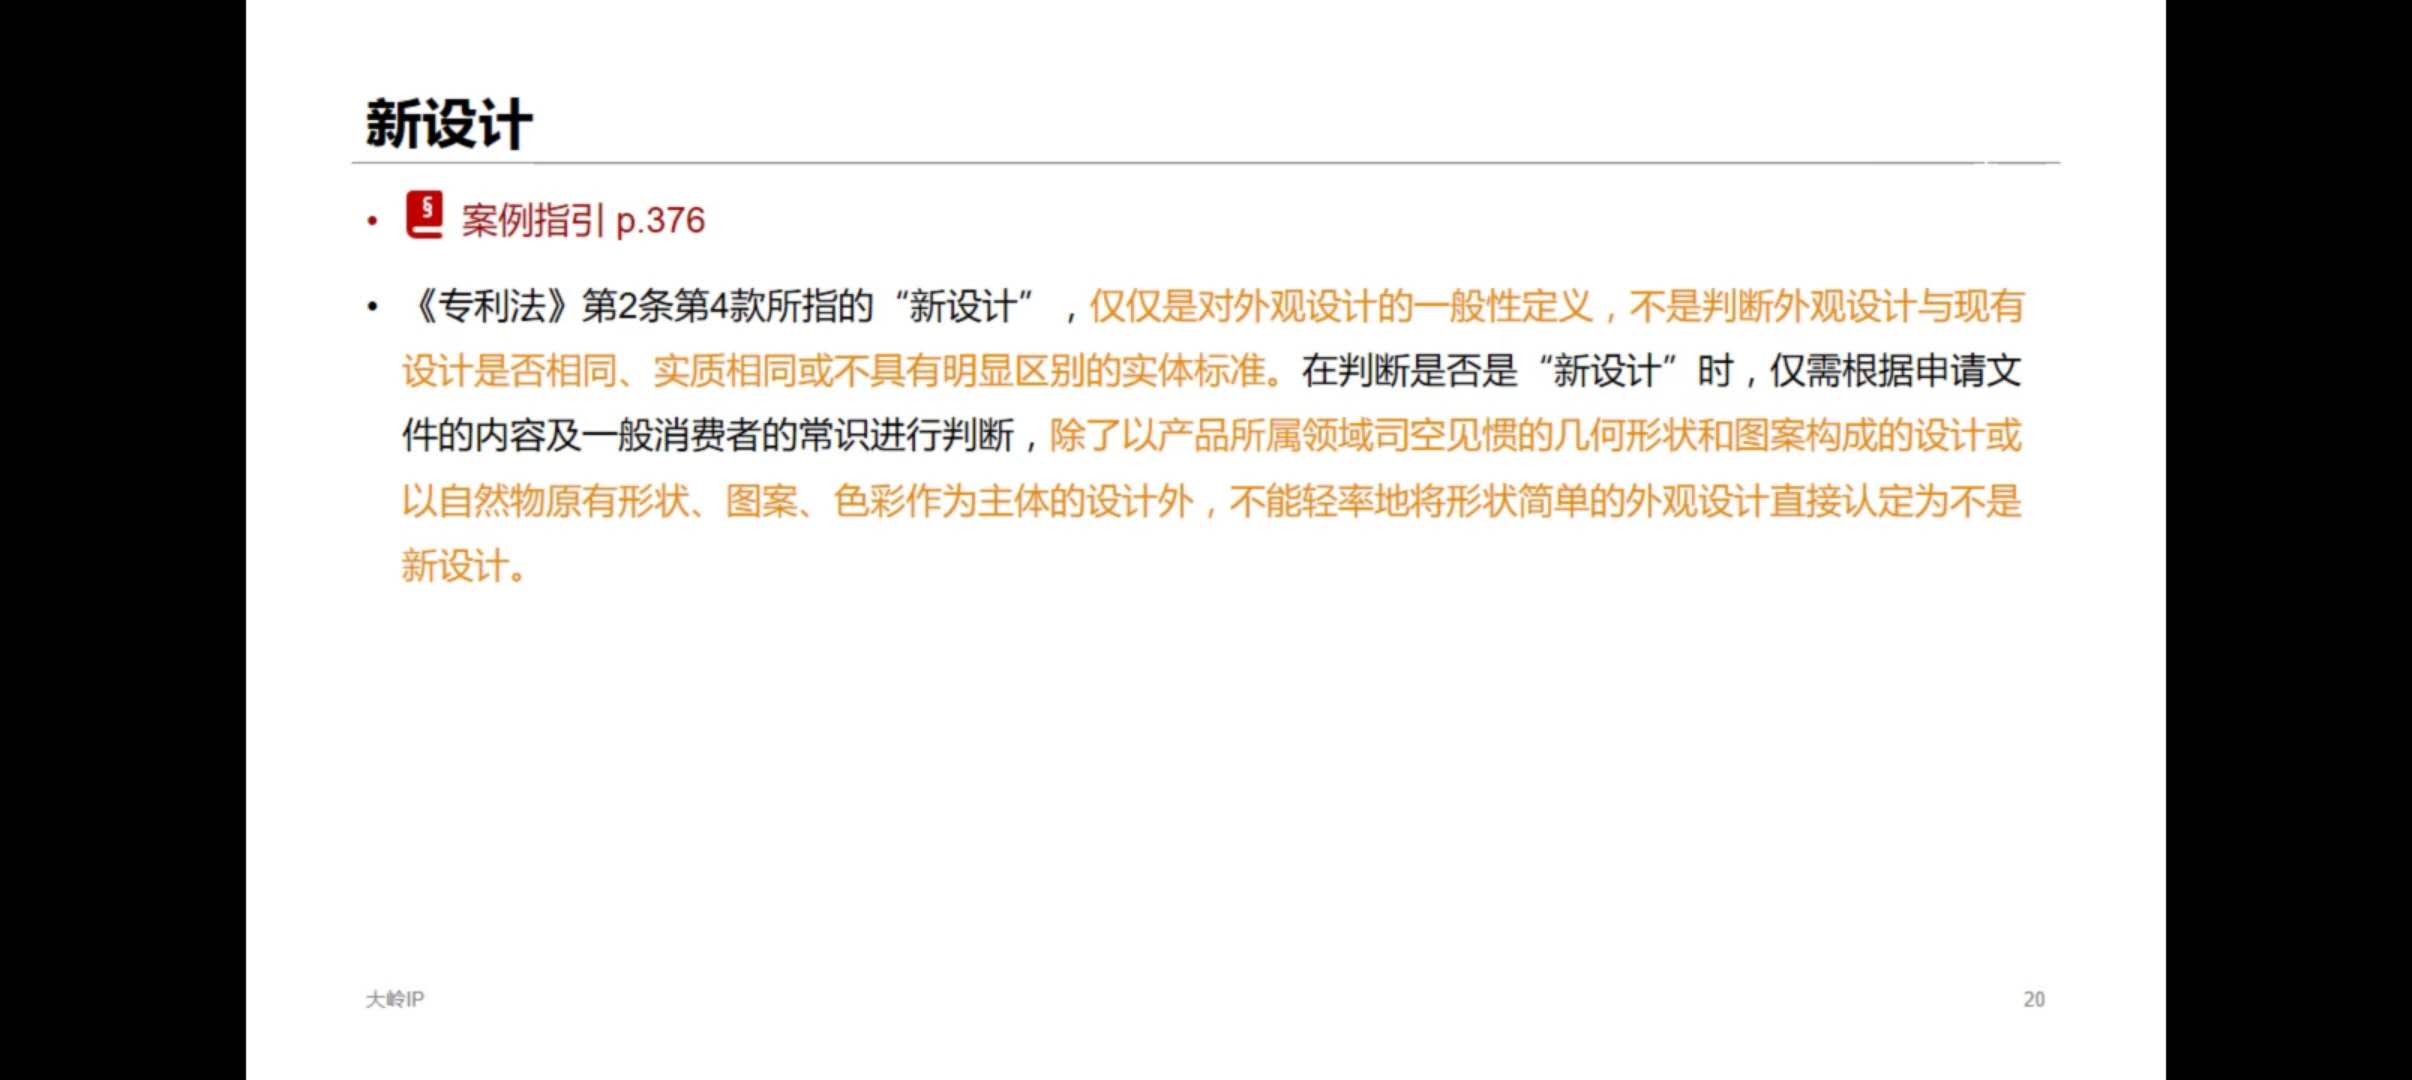 新设计
• § 案例指引 p.376
• 《专利法》第2条第4款所指的“新设计”，仅仅是对外观设计的一般性定义，不是判断外观设计与现有
设计是否相同、实质相同或不具有明显区别的实体标准。在判断是否是“新设计”时，仅需根据申请文
件的内容及一般消费者的常识进行判断，除了以产品所属领域司空见惯的几何形状和图案构成的设计或
以自然物原有形状、图案、色彩作为主体的设计外，不能轻率地将形状简单的外观设计直接认定为不是
新设计。
大岭IP
20